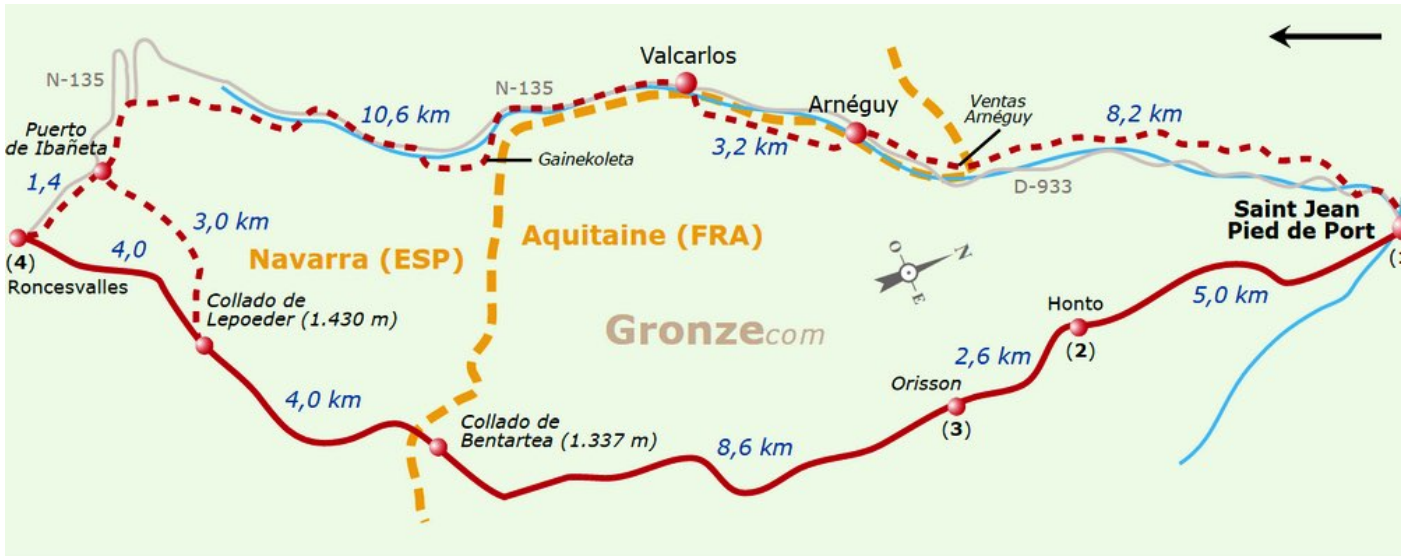 N-135
Valcarlos
N-135
Arnéguy
Ventas
Arnéguy
8,2 km
Puerto
de Ibañeta
10,6 km
Gainekoleta
3,2 km
D-933
1,4
3,0 km
Saint Jean
Pied de Port
4,0
Navarra (ESP)
Aquitaine (FRA)
O
N
E
(4)
Roncesvalles
Collado de
Lepoeder (1.430 m)
Gronze com
Honto
(2)
5,0 km
2,6 km
Orisson
(3)
4,0 km
Collado de
Bentartea (1.337 m)
8,6 km